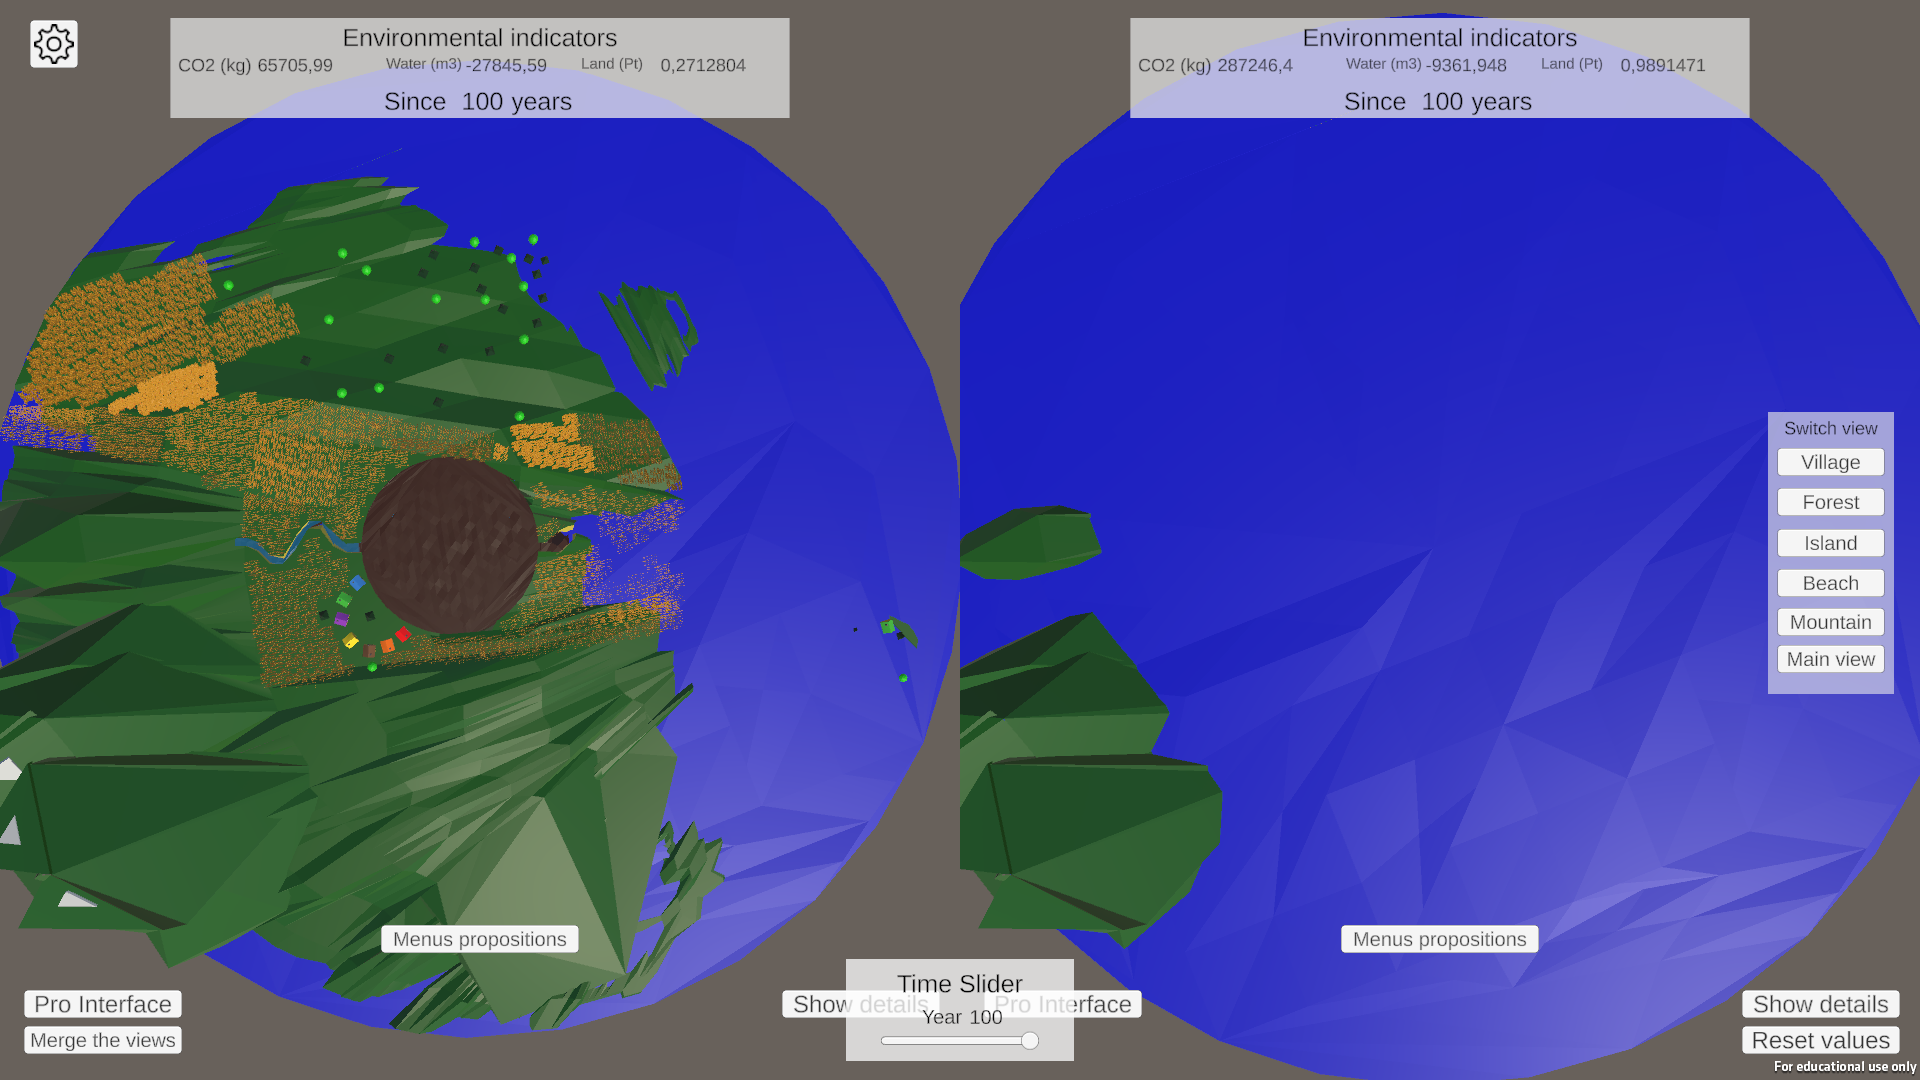 Environmental indicators
CO2 (kg) 65705,99 Water (m3) -27845,59 Land (Pt) 0,2712804
Since 100 years
Environmental indicators
CO2 (kg) 287246,4 Water (m3) -9361,948 Land (Pt) 0,9891471
Since 100 years
Switch view
Village
Forest
Island
Beach
Mountain
Main view
Menus propositions
Menus propositions
Pro Interface
Merge the views
Show details
Time Slider
Year 100
Pro Interface
Show details
Reset values
For educational use only